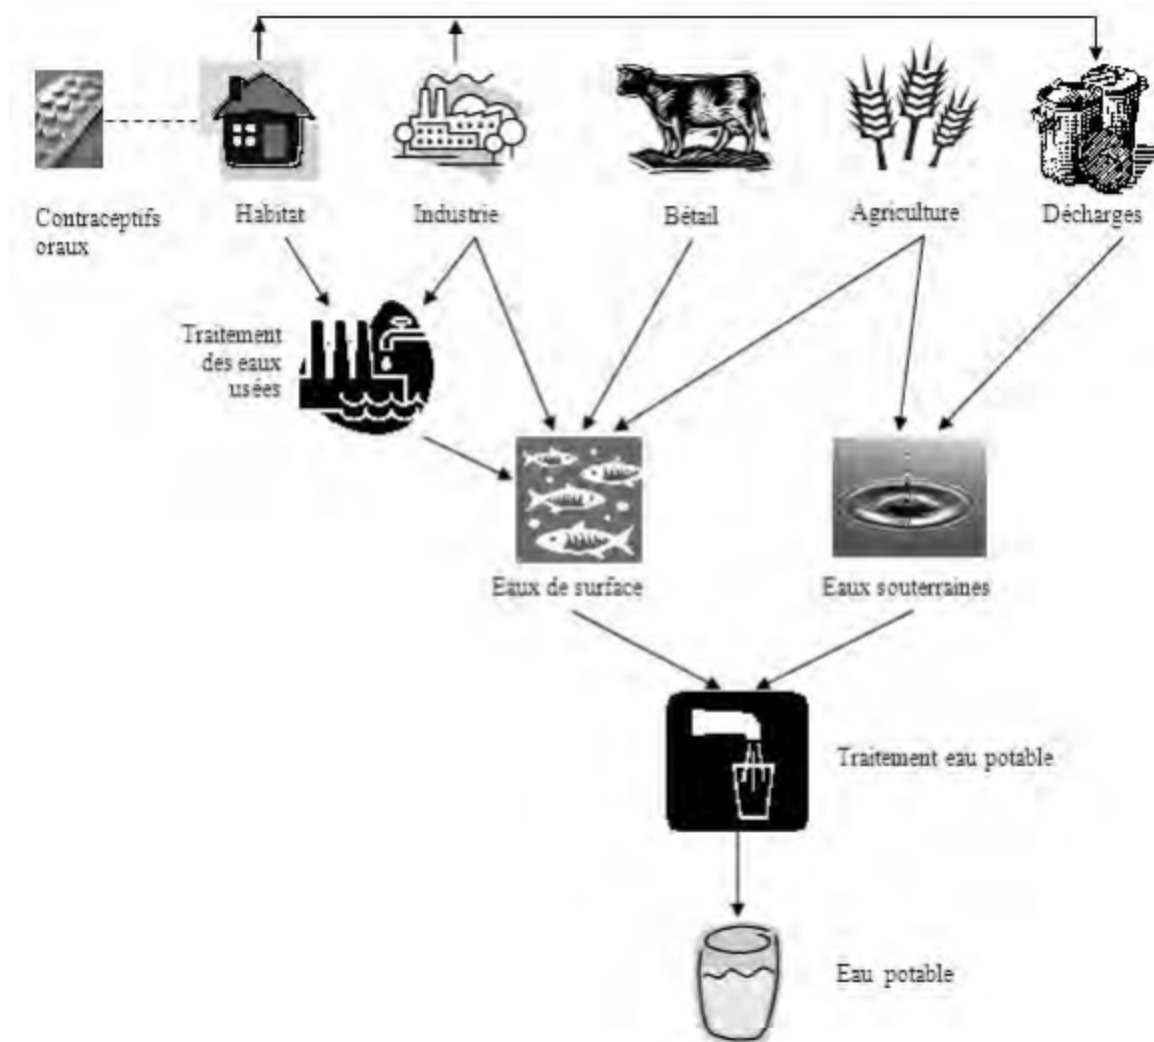 Contraceptifs
oraux
Habitat
Industrie
Bétail
Agriculture
Décharges
Traitement
des eaux
usées
Eaux de surface
Eaux souterraines
Traitement eau potable
Eau potable